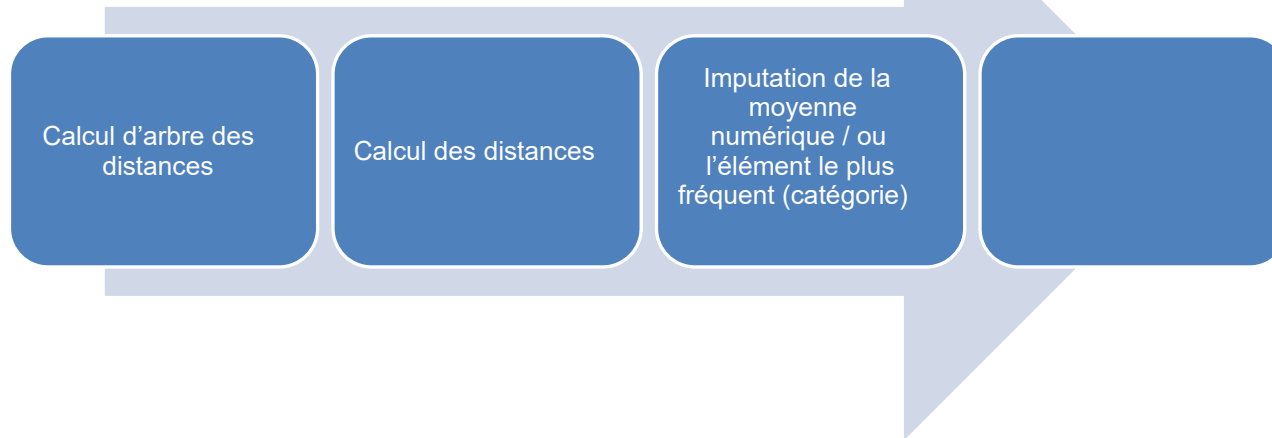 Calcul d’arbre des
distances
Calcul des distances
Imputation de la
moyenne
numérique / ou
l’élément le plus
fréquent (catégorie)